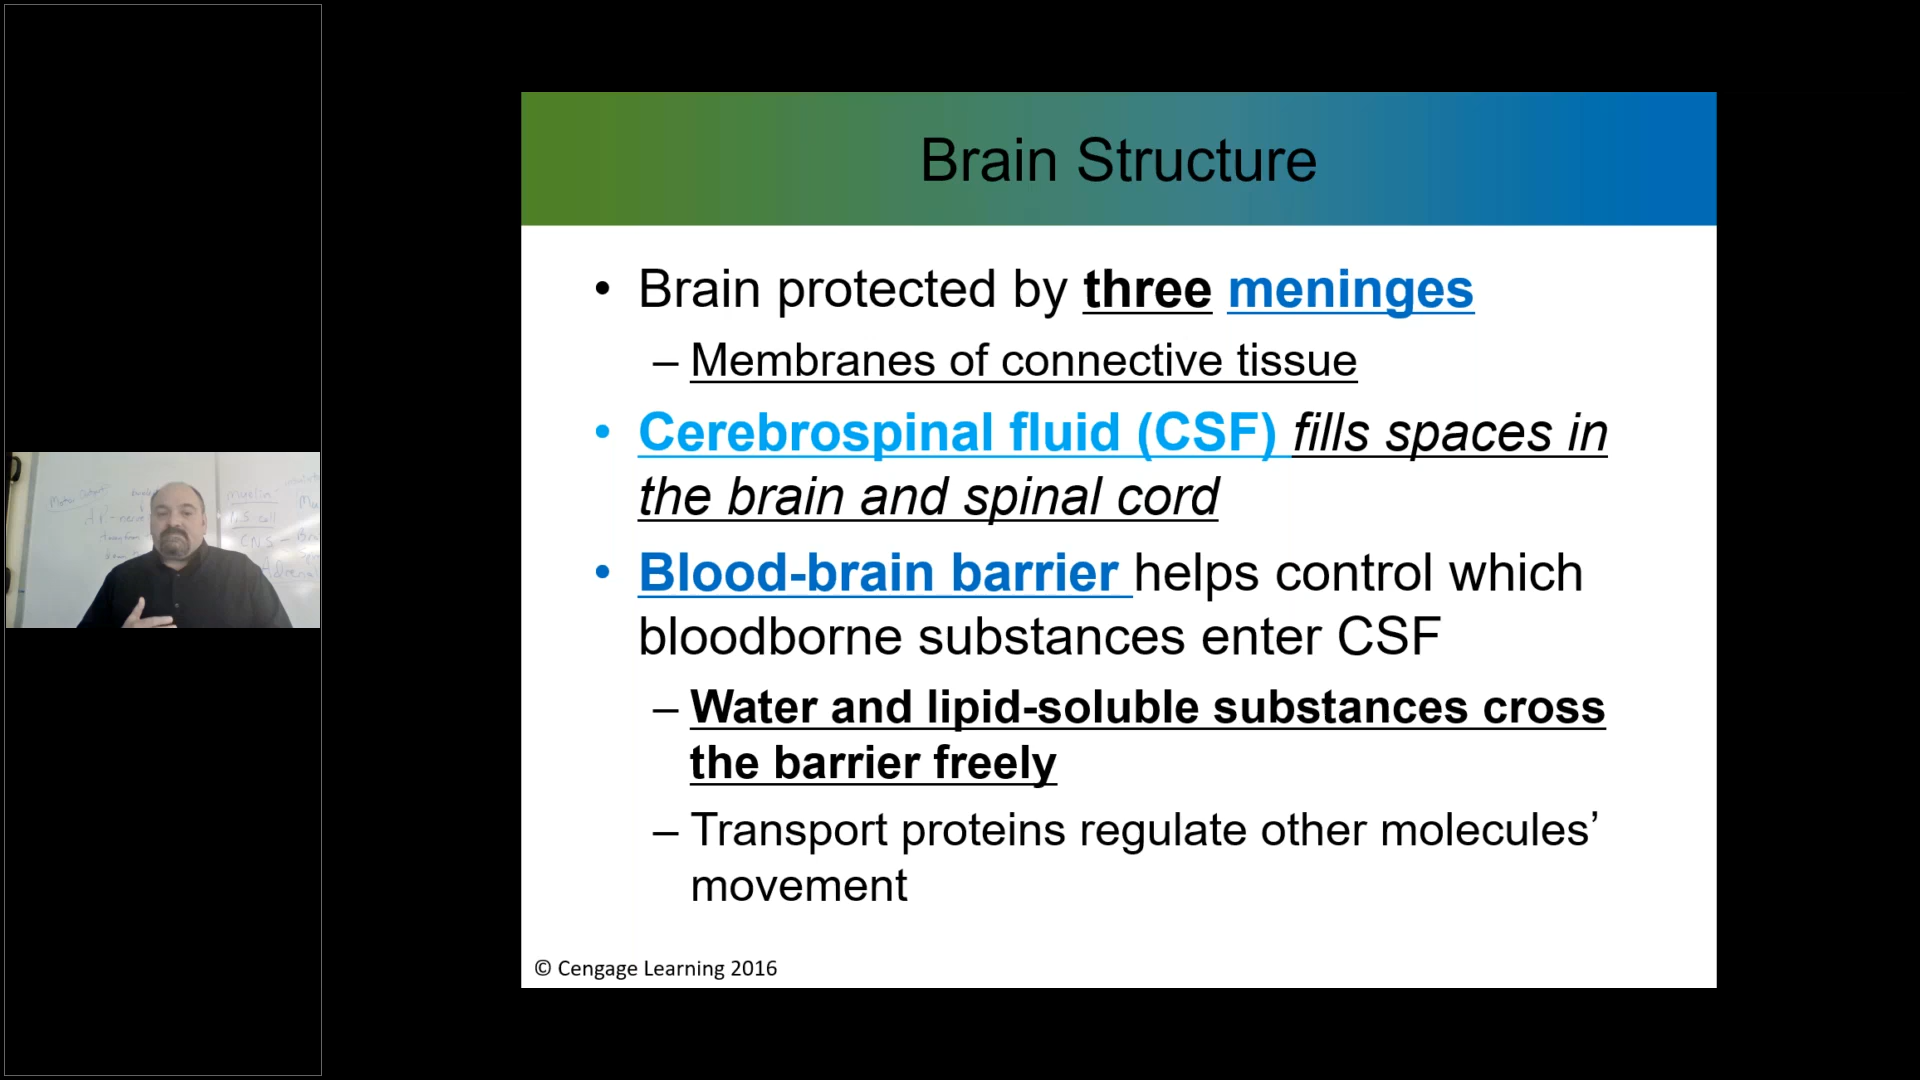 Brain Structure
• Brain protected by three meninges
– Membranes of connective tissue
• Cerebrospinal fluid (CSF) fills spaces in
the brain and spinal cord
• Blood-brain barrier helps control which
bloodborne substances enter CSF
– Water and lipid-soluble substances cross
the barrier freely
– Transport proteins regulate other molecules’
movement
© Cengage Learning 2016
myelin
CNS - B